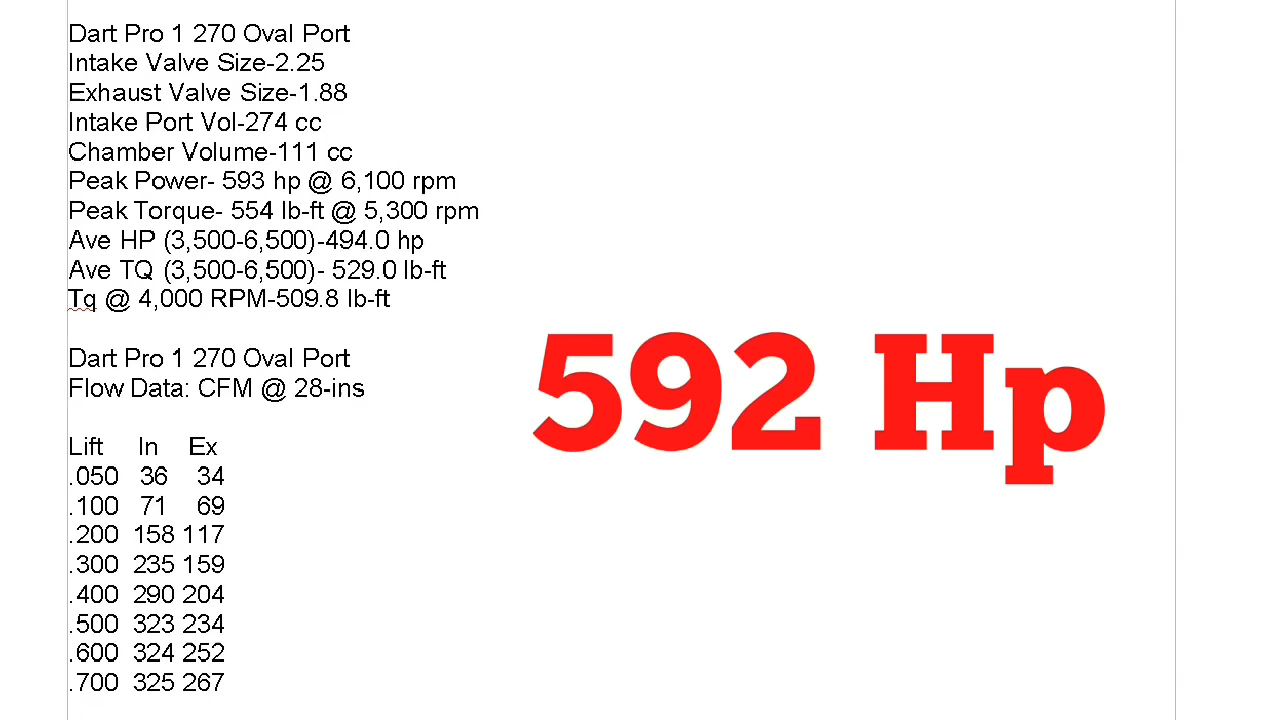 Dart Pro 1 270 Oval Port
Intake Valve Size-2.25
Exhaust Valve Size-1.88
Intake Port Vol-274 cc
Chamber Volume-111 cc
Peak Power- 593 hp @ 6,100 rpm
Peak Torque- 554 lb-ft @ 5,300 rpm
Ave HP (3,500-6,500)-494.0 hp
Ave TQ (3,500-6,500)- 529.0 lb-ft
Tq @ 4,000 RPM-509.8 lb-ft
Dart Pro 1 270 Oval Port
Flow Data: CFM @ 28-ins
592 Hp
Lift In Ex
.050 36 34
.100 71 69
.200 158 117
.300 235 159
.400 290 204
.500 323 234
.600 324 252
.700 325 267